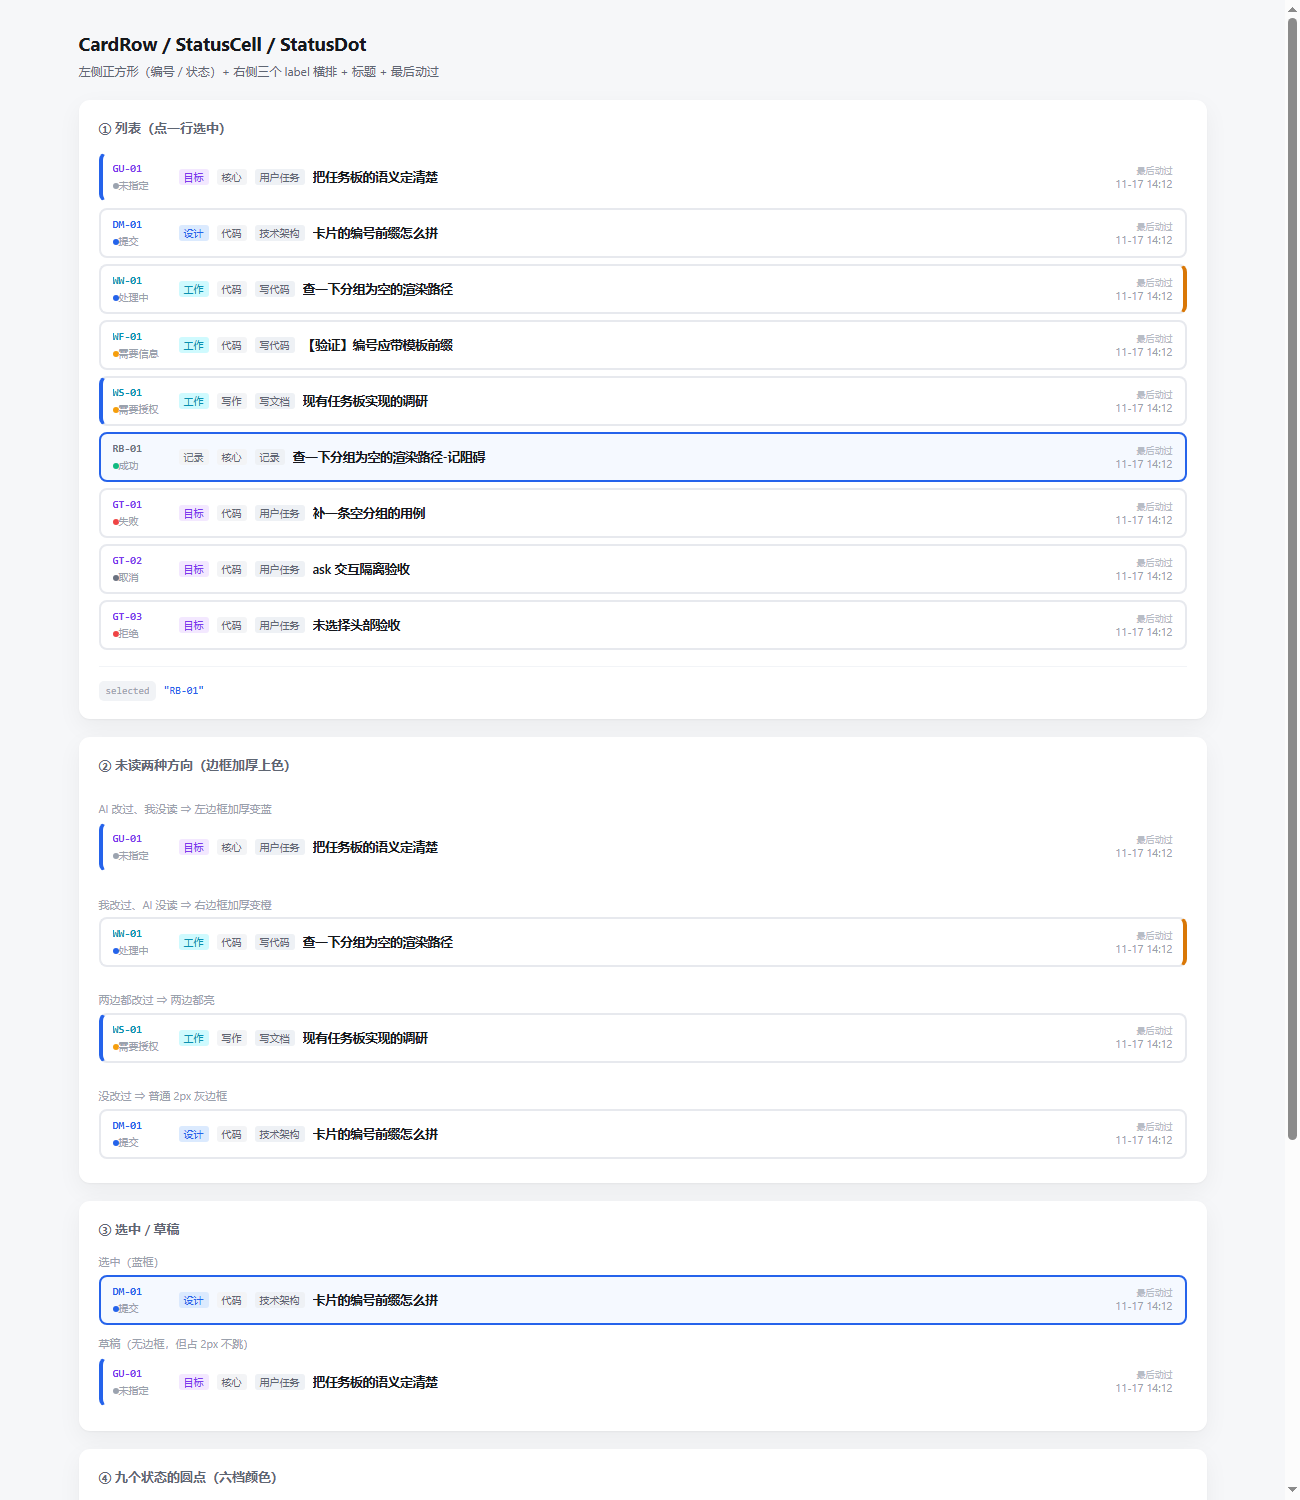 CardRow / StatusCell / StatusDot
左侧正方形（编号 / 状态）+ 右侧三个 label 横排 + 标题 + 最后动过
① 列表（点一行选中）
GU-01 目标 核心 用户任务 把任务板的语义定清楚 最后动过
未指定 11-17 14:12
DM-01 设计 代码 技术架构 卡片的编号前缀怎么拼 最后动过
提交 11-17 14:12
WW-01 工作 代码 写代码 查一下分组为空的渲染路径 最后动过
处理中 11-17 14:12
WF-01 工作 代码 写代码 【验证】编号应带模板前缀 最后动过
需要信息 11-17 14:12
WS-01 工作 写作 写文档 现有任务板实现的调研 最后动过
需要授权 11-17 14:12
RB-01 记录 核心 记录 查一下分组为空的渲染路径-记阻碍 最后动过
成功 11-17 14:12
GT-01 目标 代码 用户任务 补一条空分组的用例 最后动过
失败 11-17 14:12
GT-02 目标 代码 用户任务 ask 交互隔离验收 最后动过
取消 11-17 14:12
GT-03 目标 代码 用户任务 未选择头部验收 最后动过
拒绝 11-17 14:12
selected "RB-01"
② 未读两种方向（边框加厚上色）
AI 改过、我没读 ⇒ 左边框加厚变蓝
GU-01 目标 核心 用户任务 把任务板的语义定清楚 最后动过
未指定 11-17 14:12
我改过、AI 没读 ⇒ 右边框加厚变橙
WW-01 工作 代码 写代码 查一下分组为空的渲染路径 最后动过
处理中 11-17 14:12
两边都改过 ⇒ 两边都亮
WS-01 工作 写作 写文档 现有任务板实现的调研 最后动过
需要授权 11-17 14:12
没改过 ⇒ 普通 2px 灰边框
DM-01 设计 代码 技术架构 卡片的编号前缀怎么拼 最后动过
提交 11-17 14:12
③ 选中 / 草稿
选中（蓝框）
DM-01 设计 代码 技术架构 卡片的编号前缀怎么拼 最后动过
提交 11-17 14:12
草稿（无边框，但占 2px 不跳）
GU-01 目标 核心 用户任务 把任务板的语义定清楚 最后动过
未指定 11-17 14:12
④ 九个状态的圆点（六档颜色）